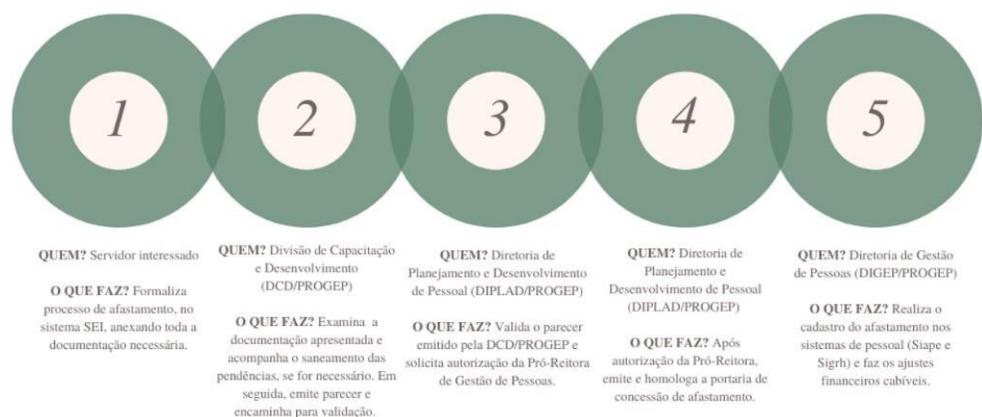 1
QUEM? Servidor interessado
O QUE FAZ? Formaliza
processo de afastamento, no
sistema SEI, anexando toda a
documentação necessária.
2
QUEM? Divisão de Capacitação
e Desenvolvimento
(DCD/PROGEP)
O QUE FAZ? Examina a
documentação apresentada e
acompanha o saneamento das
pendências, se for necessário. Em
seguida, emite parecer e
encaminha para validação.
3
QUEM? Diretoria de
Planejamento e Desenvolvimento
de Pessoal (DIPLAD/PROGEP)
O QUE FAZ? Valida o parecer
emitido pela DCD/PROGEP e
solicita autorização da Pró-Reitora
de Gestão de Pessoas.
4
QUEM? Diretoria de
Planejamento e
Desenvolvimento de Pessoal
(DIPLAD/PROGEP)
O QUE FAZ? Após
autorização da Pró-Reitora,
emite e homologa a portaria de
concessão de afastamento.
5
QUEM? Diretoria de Gestão
de Pessoas (DIGEP/PROGEP)
O QUE FAZ? Realiza o
cadastro do afastamento nos
sistemas de pessoal (Siape e
Sigrh) e faz os ajustes
financeiros cabíveis.